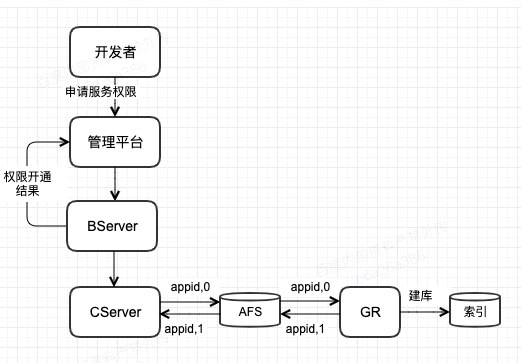 开发者
申请服务权限
管理平台
权限开通
结果
BServer
CServer
appid,0
appid,1
AFS
appid,0
appid,1
GR
建库
索引